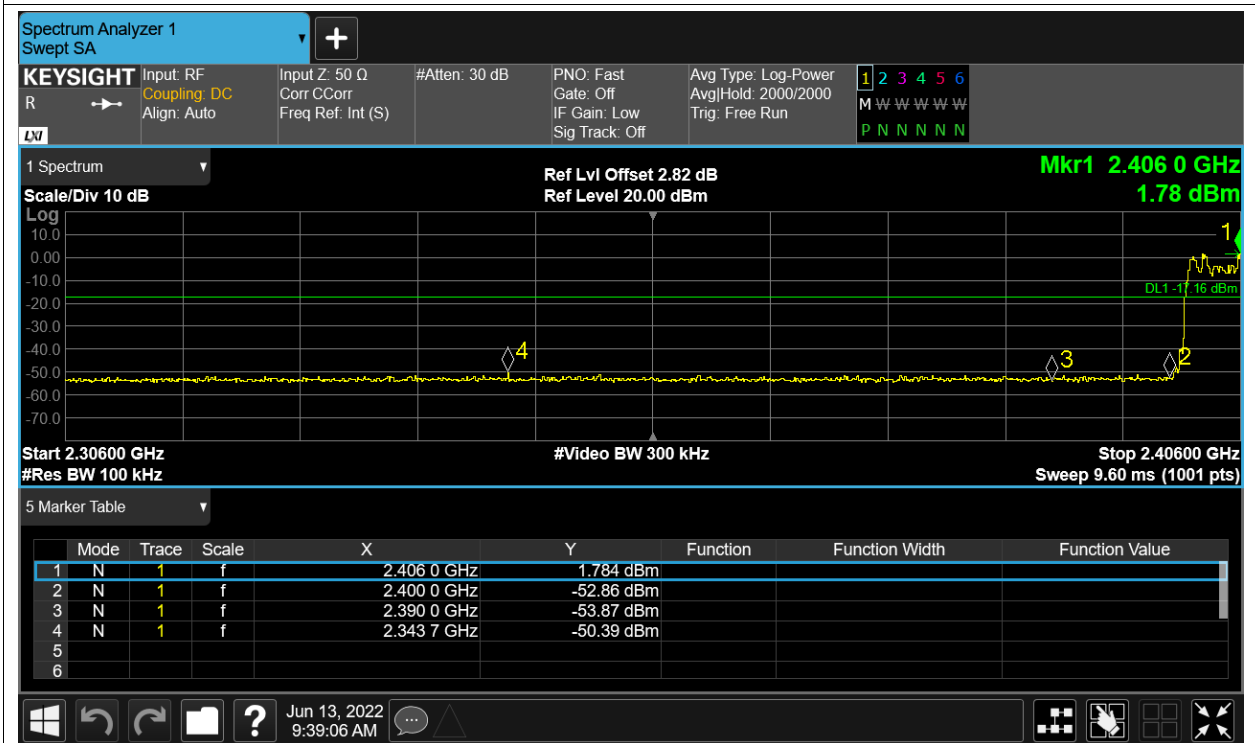 Spectrum Analyzer 1
Swept SA
KEYSIGHT Input: RF Input Z: 50 Ω #Atten: 30 dB PNO: Fast Avg Type: Log-Power 1 2 3 4 5 6
R Coupling: DC Corr CCorr Gate: Off Avg|Hold: 2000/2000 M W W W W W
Align: Auto Freq Ref: Int (S) IF Gain: Low Trig: Free Run
LXI Sig Track: Off P N N N N N
1 Spectrum Ref Lvl Offset 2.82 dB Mkr1 2.406 0 GHz
Scale/Div 10 dB Ref Level 20.00 dBm 1.78 dBm
Log
10.0 1
0.00
-10.0
DL1 -17.16 dBm
-20.0
-30.0
-40.0 4 3 2
-50.0
-60.0
-70.0
Start 2.30600 GHz #Video BW 300 kHz Stop 2.40600 GHz
#Res BW 100 kHz Sweep 9.60 ms (1001 pts)
5 Marker Table
Mode Trace Scale X Y Function Function Width Function Value
1 N 1 f 2.406 0 GHz 1.784 dBm
2 N 1 f 2.400 0 GHz -52.86 dBm
3 N 1 f 2.390 0 GHz -53.87 dBm
4 N 1 f 2.343 7 GHz -50.39 dBm
5
6
? Jun 13, 2022
9:39:06 AM